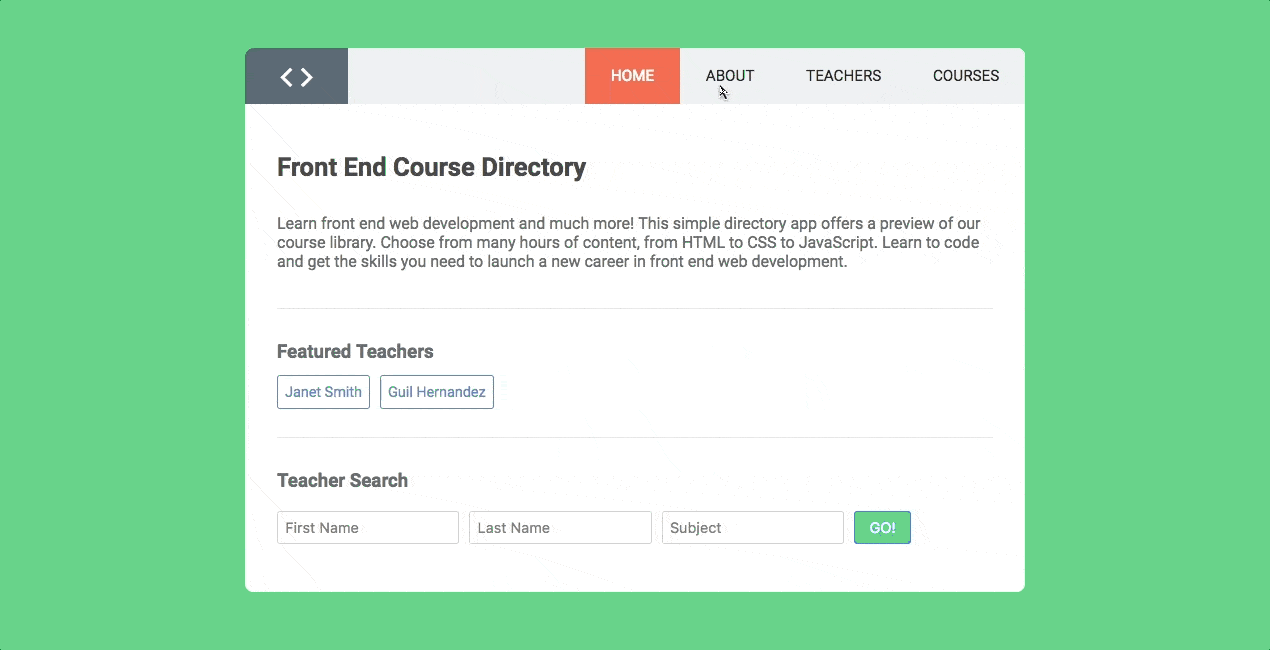 < > HOME ABOUT TEACHERS COURSES
Front End Course Directory
Learn front end web development and much more! This simple directory app offers a preview of our
course library. Choose from many hours of content, from HTML to CSS to JavaScript. Learn to code
and get the skills you need to launch a new career in front end web development.
Featured Teachers
Janet Smith Guil Hernandez
Teacher Search
First Name Last Name Subject GO!